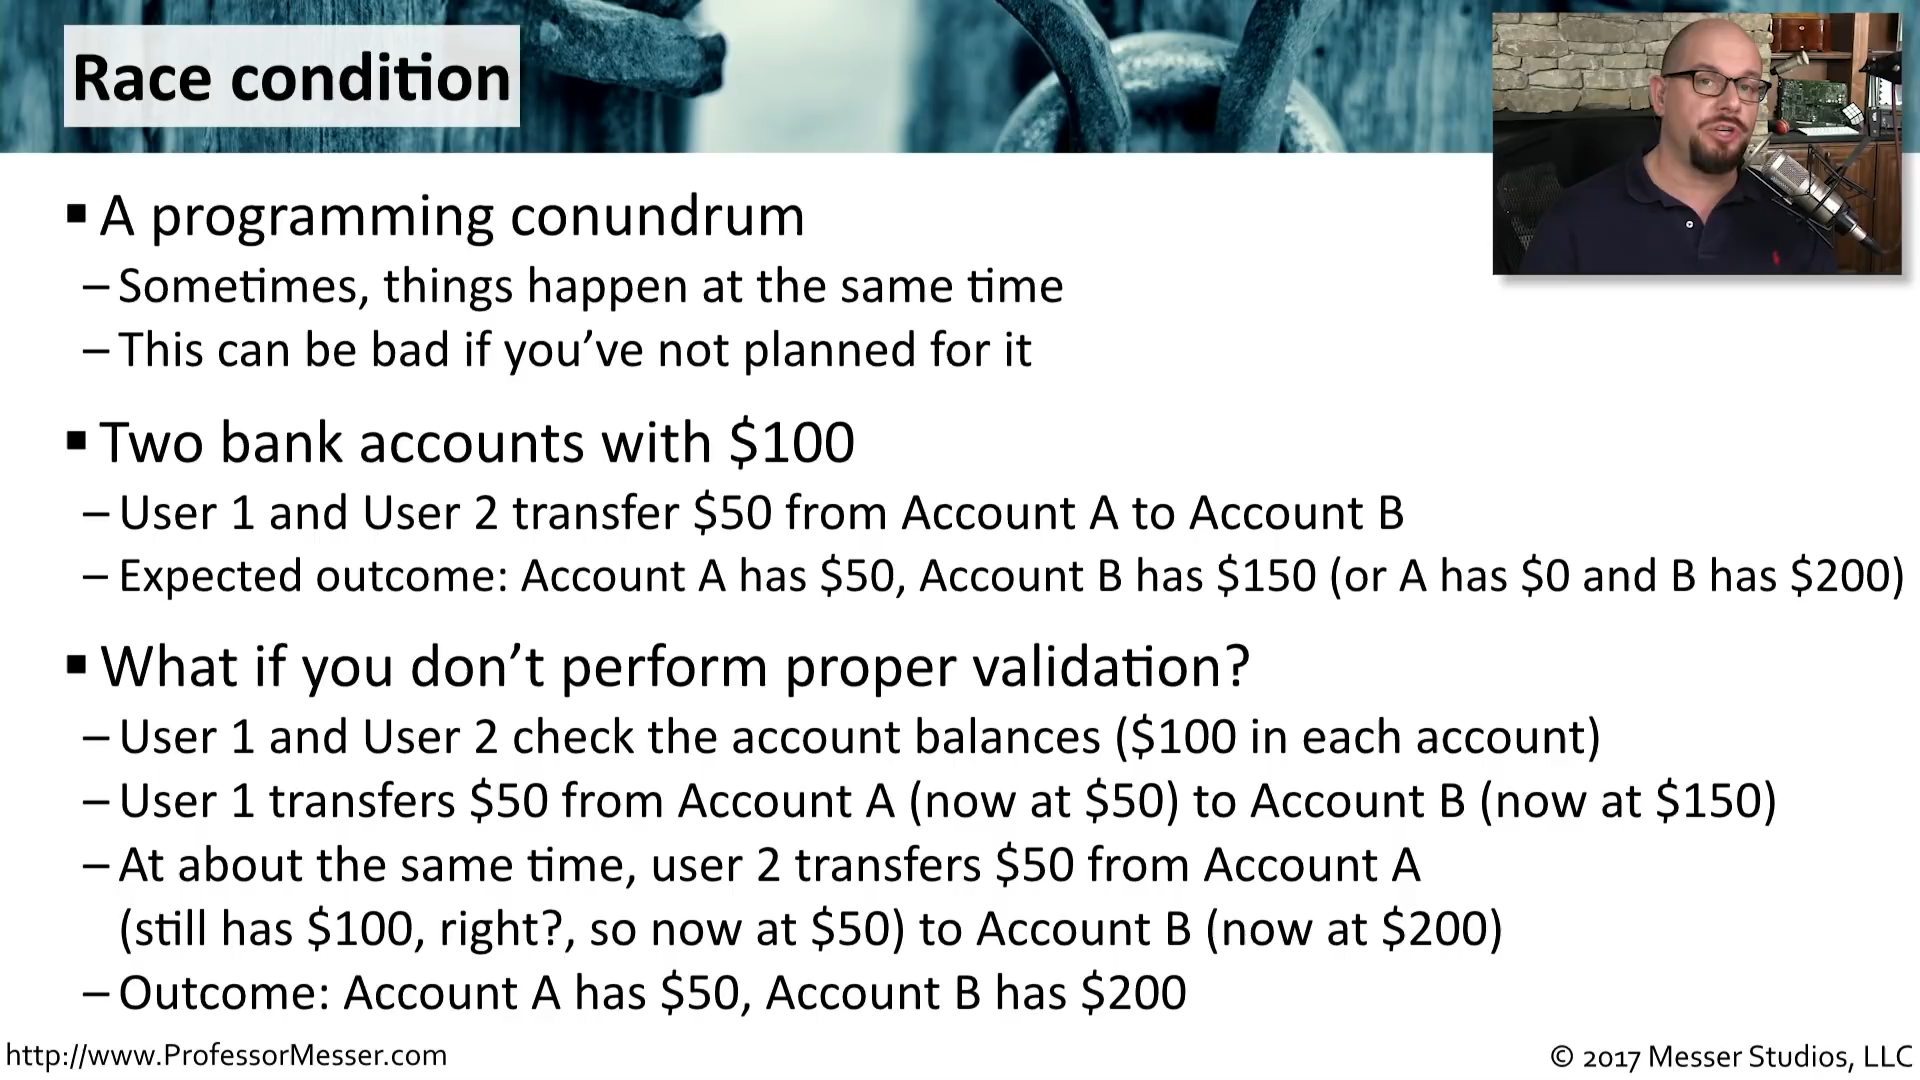 Race condition
▪ A programming conundrum
– Sometimes, things happen at the same time
– This can be bad if you’ve not planned for it
▪ Two bank accounts with $100
– User 1 and User 2 transfer $50 from Account A to Account B
– Expected outcome: Account A has $50, Account B has $150 (or A has $0 and B has $200)
▪ What if you don’t perform proper validation?
– User 1 and User 2 check the account balances ($100 in each account)
– User 1 transfers $50 from Account A (now at $50) to Account B (now at $150)
– At about the same time, user 2 transfers $50 from Account A
(still has $100, right?, so now at $50) to Account B (now at $200)
– Outcome: Account A has $50, Account B has $200
http://www.ProfessorMesser.com
© 2017 Messer Studios, LLC